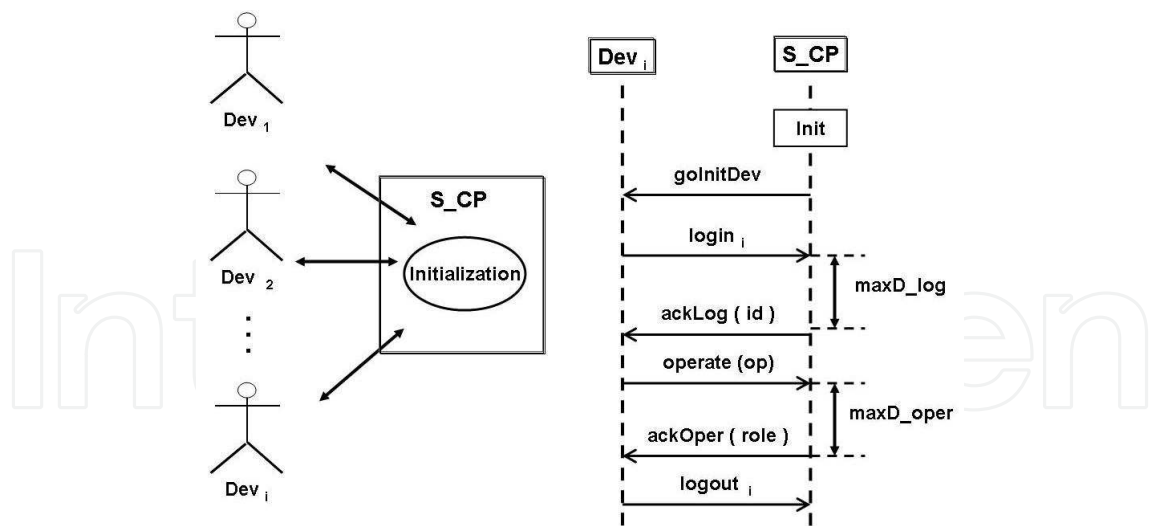 Dev 1
Dev 2
Dev i
S_CP
Initialization
Dev i
S_CP
Init
goInitDev
login i
maxD_log
ackLog ( id )
operate (op)
maxD_oper
ackOper ( role )
logout i